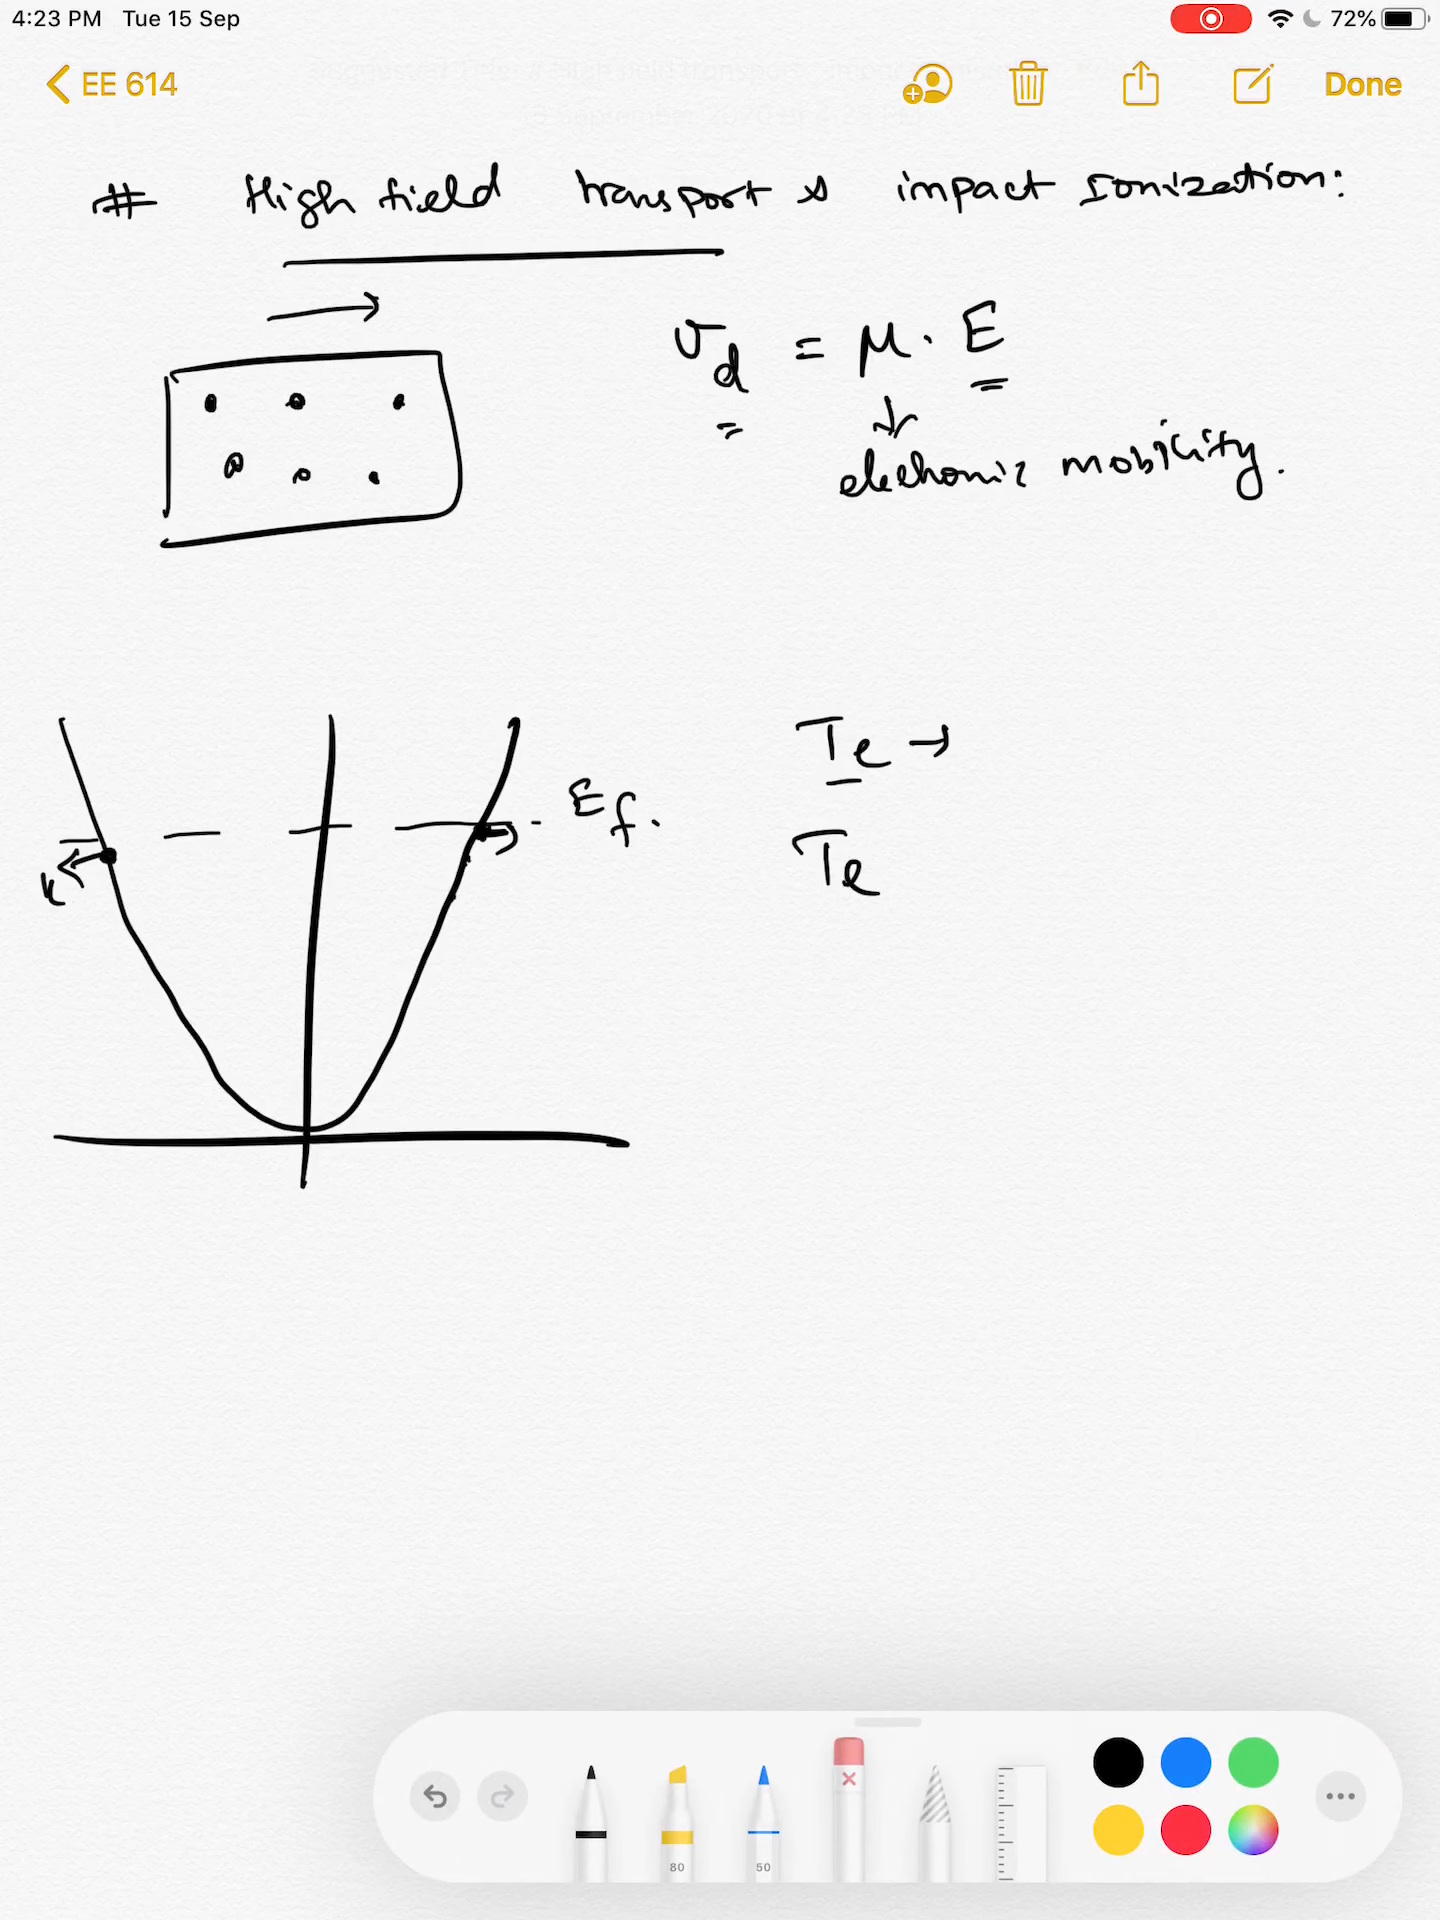 4:23 PM Tue 15 Sep 72%
EE 614 Done
# High field transport & impact Ionization:
v_d = μ · E
electronic mobility.
Te →
Ef.
Te
k
80 50